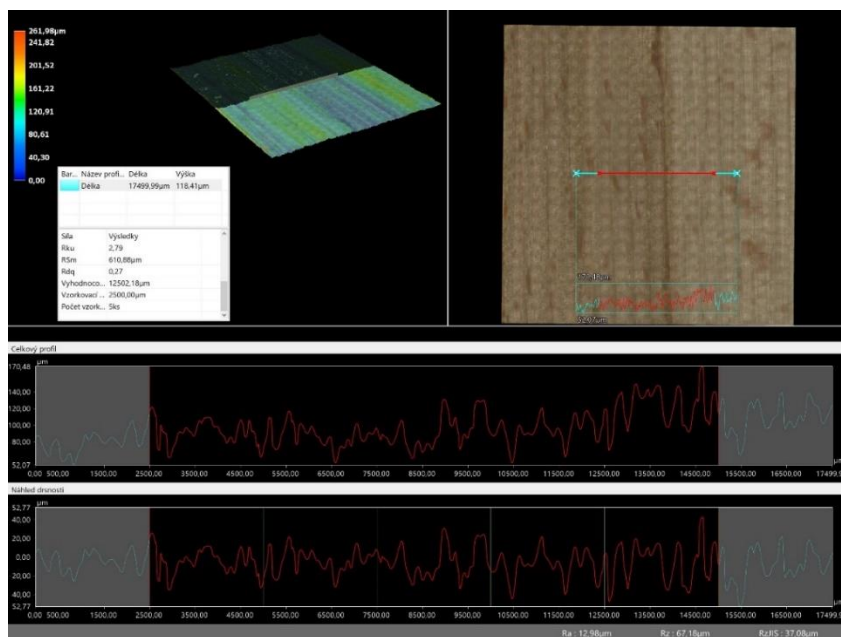 261,98µm
241,82
201,52
161,22
120,91
80,61
40,30
0,00
Bar... Název profi... Délka Výška
Délka 17499,99µm 118,41µm
Síla Výsledky
Rku 2,79
RSm 610,88µm
Rdq 0,27
Vyhodnoco... 12502,18µm
Vzorkovací ... 2500,00µm
Počet vzork... 5ks
Celkový profil
µm
170,48
140,00
120,00
100,00
80,00
52,07
0,00 500,00 1500,00 2500,00 3500,00 4500,00 5500,00 6500,00 7500,00 8500,00 9500,00 10500,00 11500,00 12500,00 13500,00 14500,00 15500,00 16500,00 17499,9
µm
Náhled drsnosti
µm
52,77
40,00
20,00
0,00
20,00
40,00
52,77
0,00 500,00 1500,00 2500,00 3500,00 4500,00 5500,00 6500,00 7500,00 8500,00 9500,00 10500,00 11500,00 12500,00 13500,00 14500,00 15500,00 16500,00 17499,9
µm
Ra : 12,98µm Rz : 67,18µm RzJIS : 37,08µm